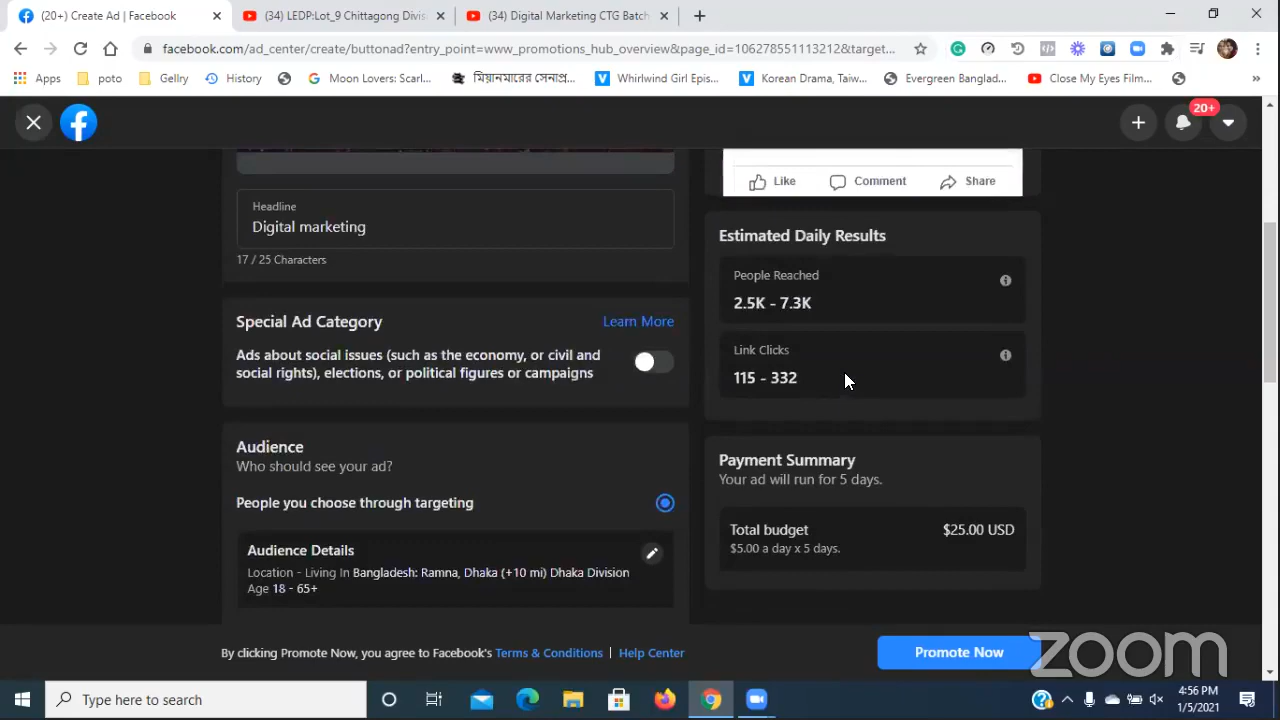 (20+) Create Ad | Facebook
(34) LEDP:Lot_9 Chittagong Divis
(34) Digital Marketing CTG Batch
facebook.com/ad_center/create/buttonad?entry_point=www_promotions_hub_overview&page_id=106278551113212&target...
Apps
poto
Gellry
History
Moon Lovers: Scarl...
মিয়ানমারের সেনাপ্র...
Whirlwind Girl Epis...
Korean Drama, Taiw...
Evergreen Banglad...
Close My Eyes Film...
20+
Headline
Digital marketing
17 / 25 Characters
Special Ad Category
Learn More
Ads about social issues (such as the economy, or civil and
social rights), elections, or political figures or campaigns
Audience
Who should see your ad?
People you choose through targeting
Audience Details
Location - Living In Bangladesh: Ramna, Dhaka (+10 mi) Dhaka Division
Age 18 - 65+
Like Comment Share
Estimated Daily Results
People Reached
2.5K - 7.3K
Link Clicks
115 - 332
Payment Summary
Your ad will run for 5 days.
Total budget $25.00 USD
$5.00 a day x 5 days.
By clicking Promote Now, you agree to Facebook's Terms & Conditions | Help Center
Promote Now
zoom
Type here to search
4:56 PM
1/5/2021